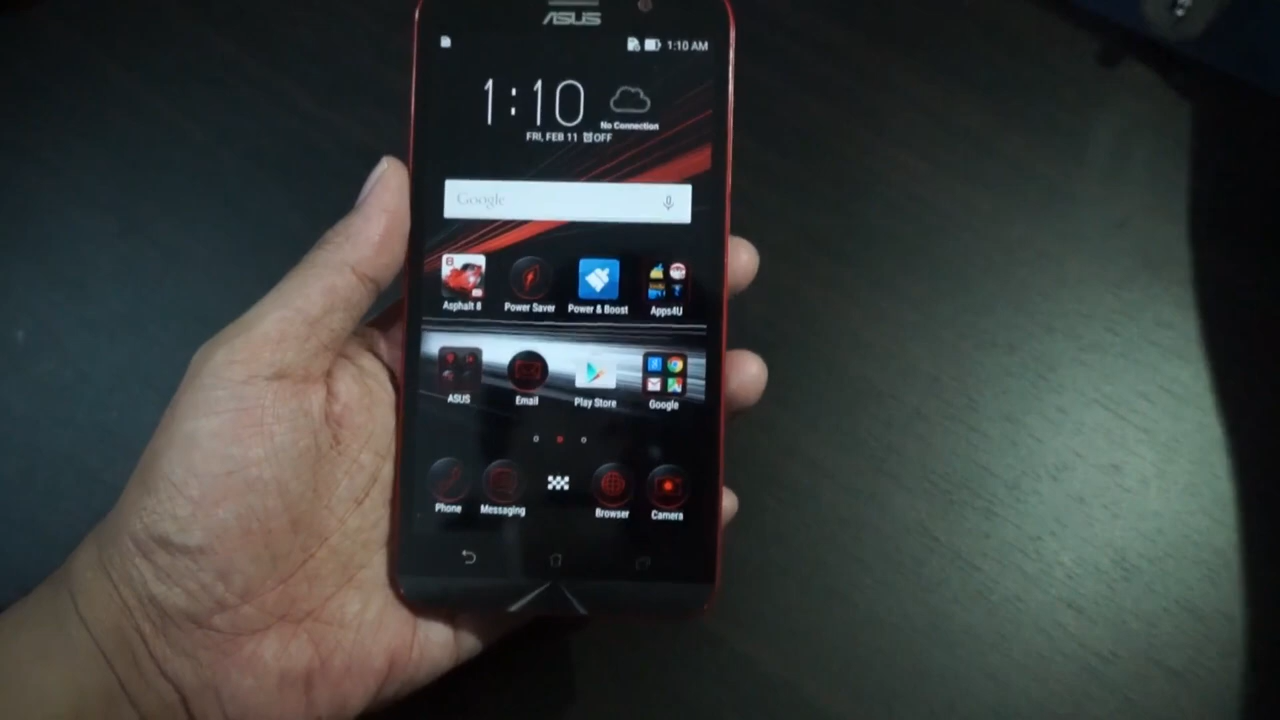 ASUS
1:10 AM
1:10
No Connection
FRI, FEB 11 OFF
Google
Asphalt 8
Power Saver
Power & Boost
Apps4U
ASUS
Email
Play Store
Google
Phone
Messaging
Browser
Camera